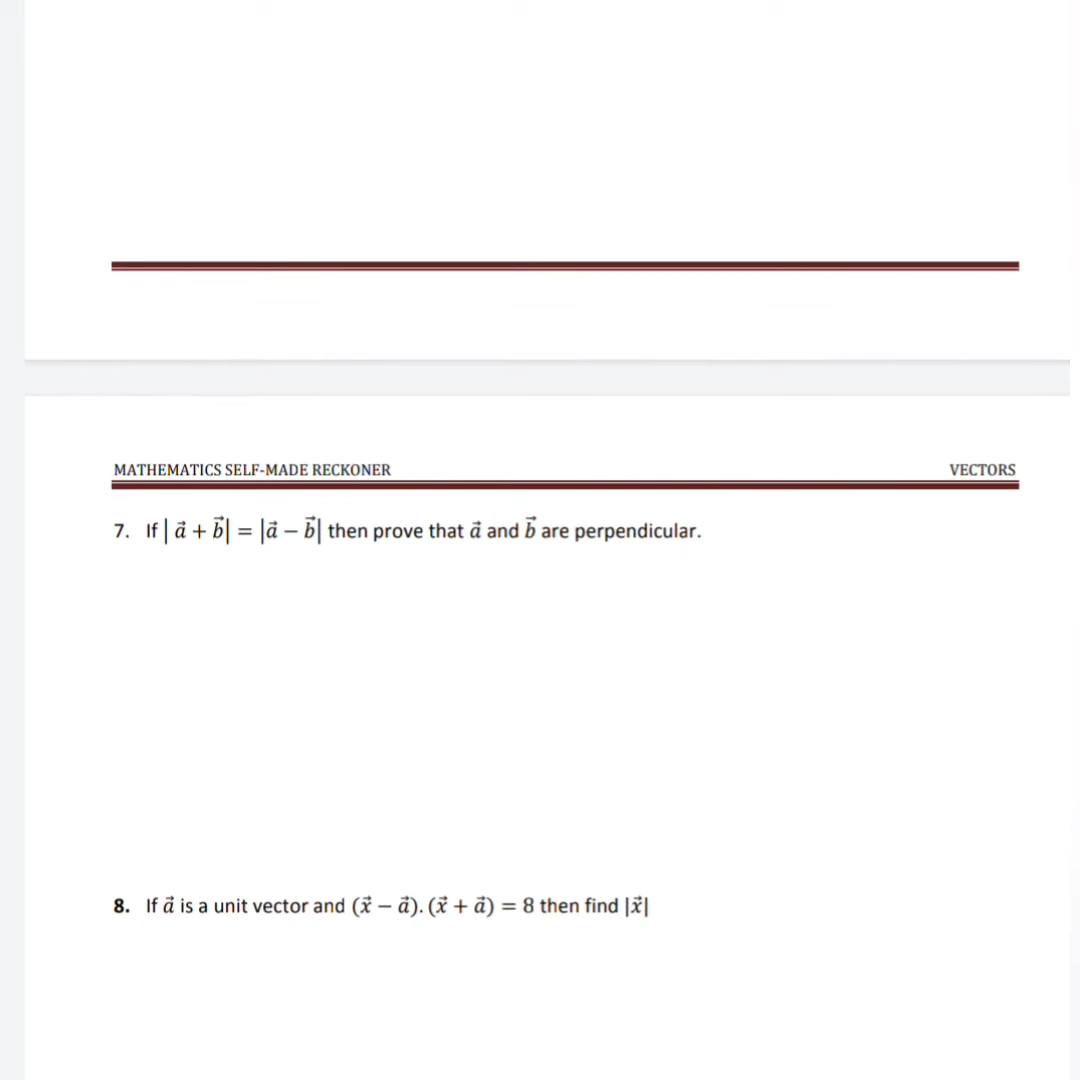 MATHEMATICS SELF-MADE RECKONER VECTORS
7. If | a⃗ + b⃗| = |a⃗ − b⃗| then prove that a⃗ and b⃗ are perpendicular.
8. If a⃗ is a unit vector and (x⃗ − a⃗). (x⃗ + a⃗) = 8 then find |x⃗|